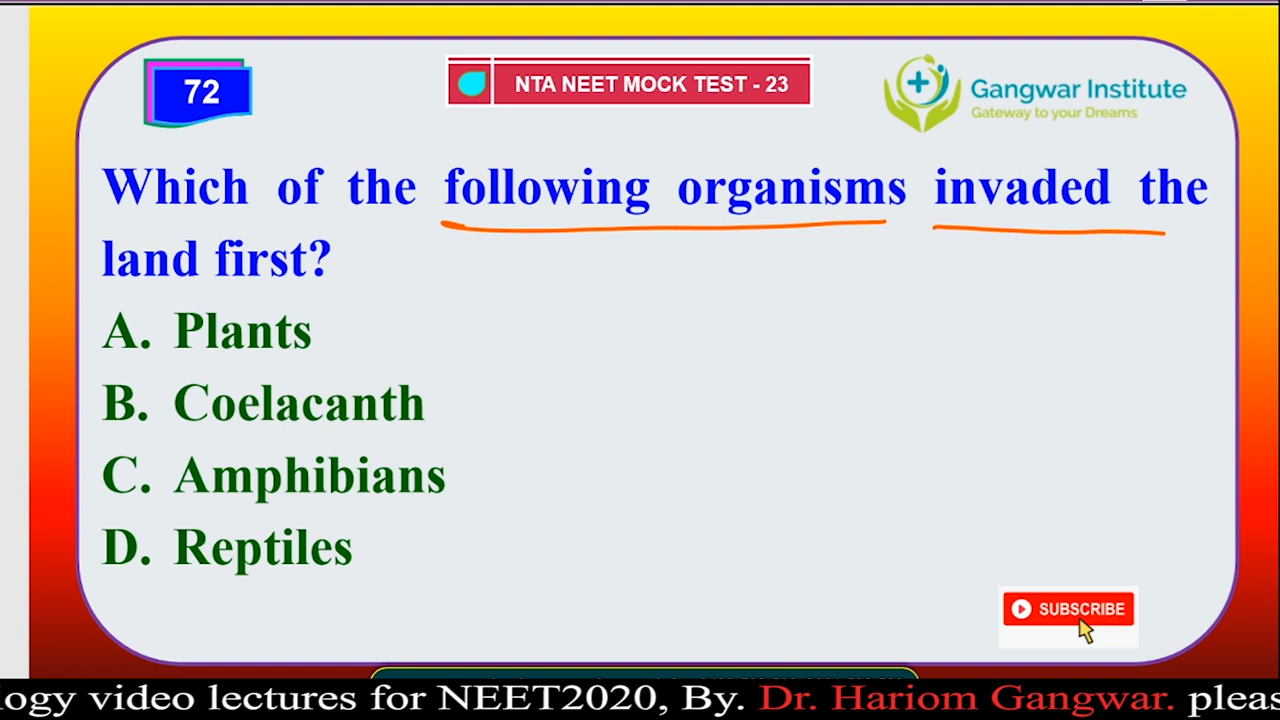 72
NTA NEET MOCK TEST - 23
Gangwar Institute
Gateway to your Dreams
Which of the following organisms invaded the
land first?
A. Plants
B. Coelacanth
C. Amphibians
D. Reptiles
SUBSCRIBE
logy video lectures for NEET2020, By. Dr. Hariom Gangwar. pleas